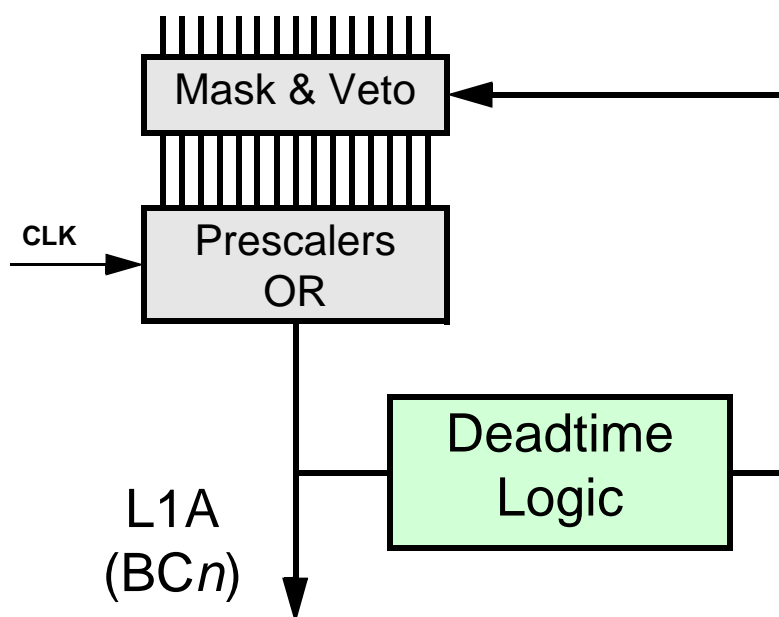 Mask & Veto
CLK
Prescalers
OR
Deadtime
Logic
L1A
(BCn)